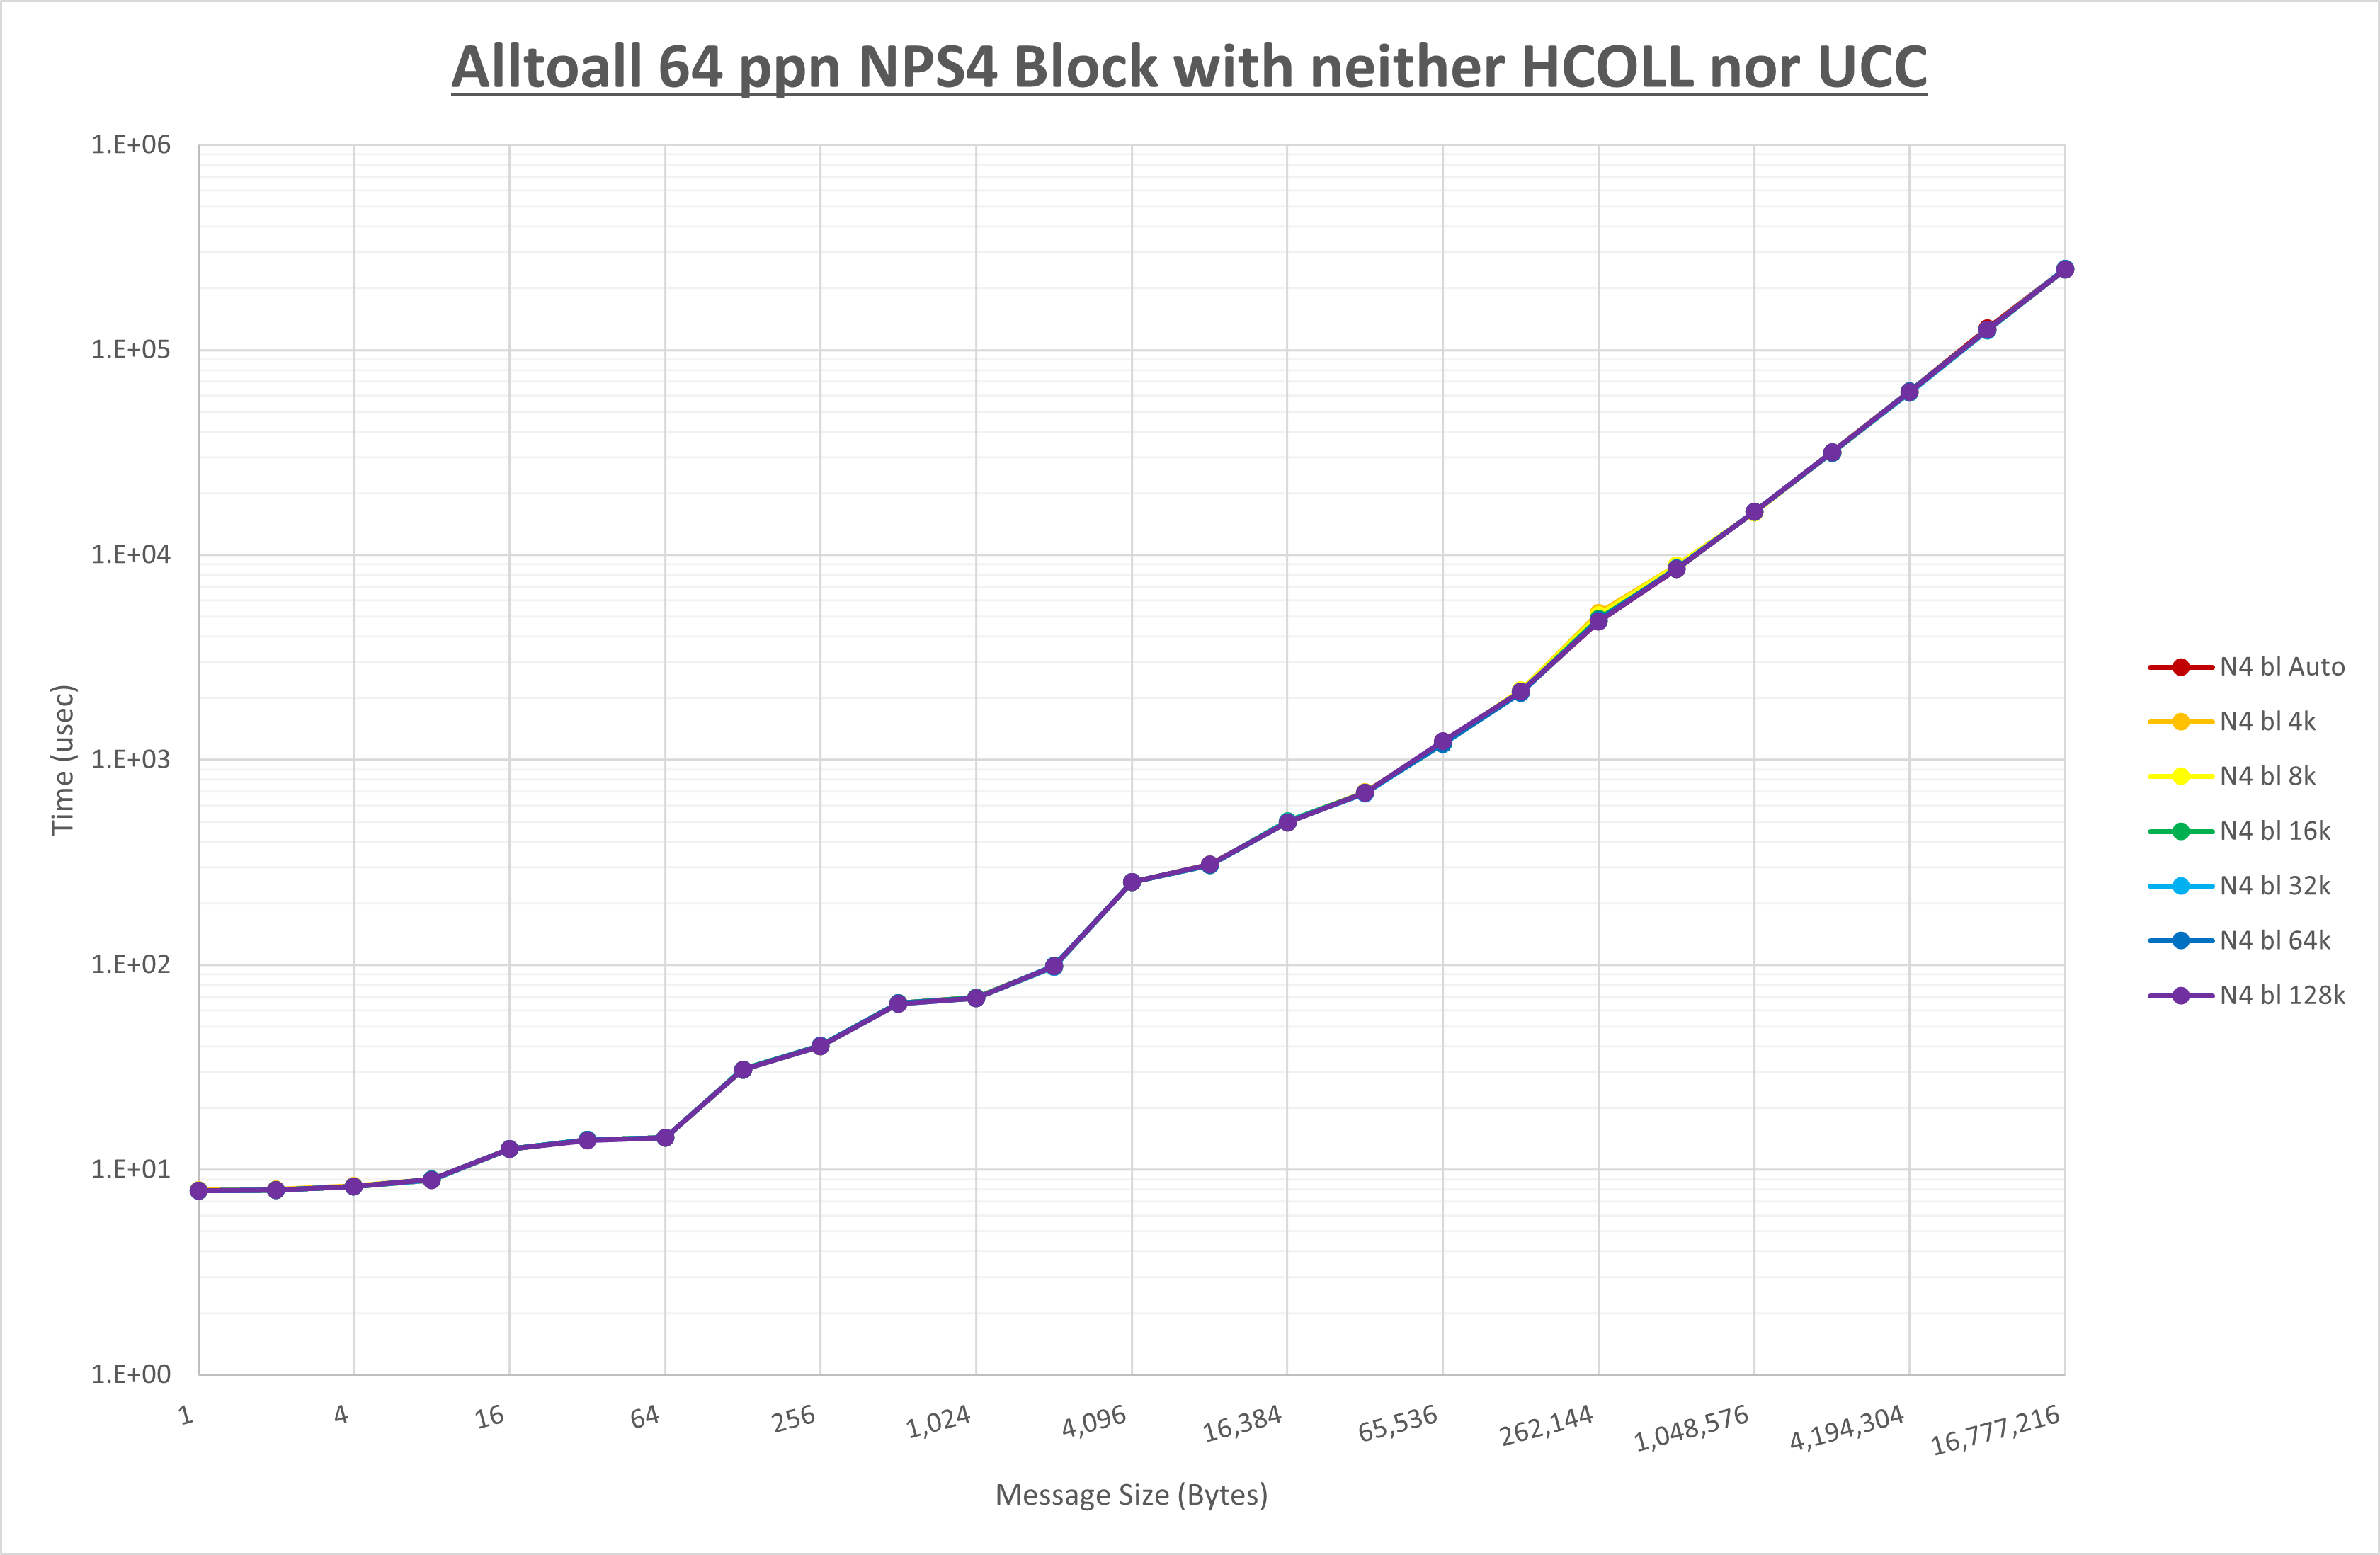 Alltoall 64 ppn NPS4 Block with neither HCOLL nor UCC
1.E+06
1.E+05
1.E+04
1.E+03
1.E+02
1.E+01
1.E+00
Time (usec)
1
4
16
64
256
1,024
4,096
16,384
65,536
262,144
1,048,576
4,194,304
16,777,216
Message Size (Bytes)
N4 bl Auto
N4 bl 4k
N4 bl 8k
N4 bl 16k
N4 bl 32k
N4 bl 64k
N4 bl 128k